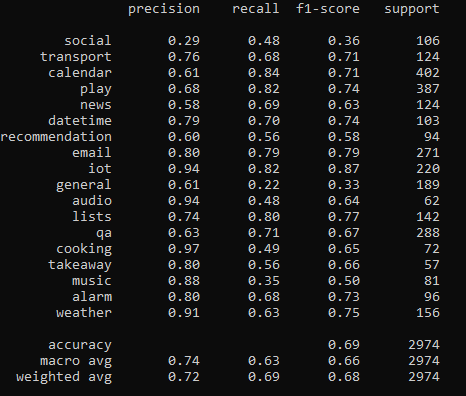 precision recall f1-score support
social 0.29 0.48 0.36 106
transport 0.76 0.68 0.71 124
calendar 0.61 0.84 0.71 402
play 0.68 0.82 0.74 387
news 0.58 0.69 0.63 124
datetime 0.79 0.70 0.74 103
recommendation 0.60 0.56 0.58 94
email 0.80 0.79 0.79 271
iot 0.94 0.82 0.87 220
general 0.61 0.22 0.33 189
audio 0.94 0.48 0.64 62
lists 0.74 0.80 0.77 142
qa 0.63 0.71 0.67 288
cooking 0.97 0.49 0.65 72
takeaway 0.80 0.56 0.66 57
music 0.88 0.35 0.50 81
alarm 0.80 0.68 0.73 96
weather 0.91 0.63 0.75 156
accuracy 0.69 2974
macro avg 0.74 0.63 0.66 2974
weighted avg 0.72 0.69 0.68 2974